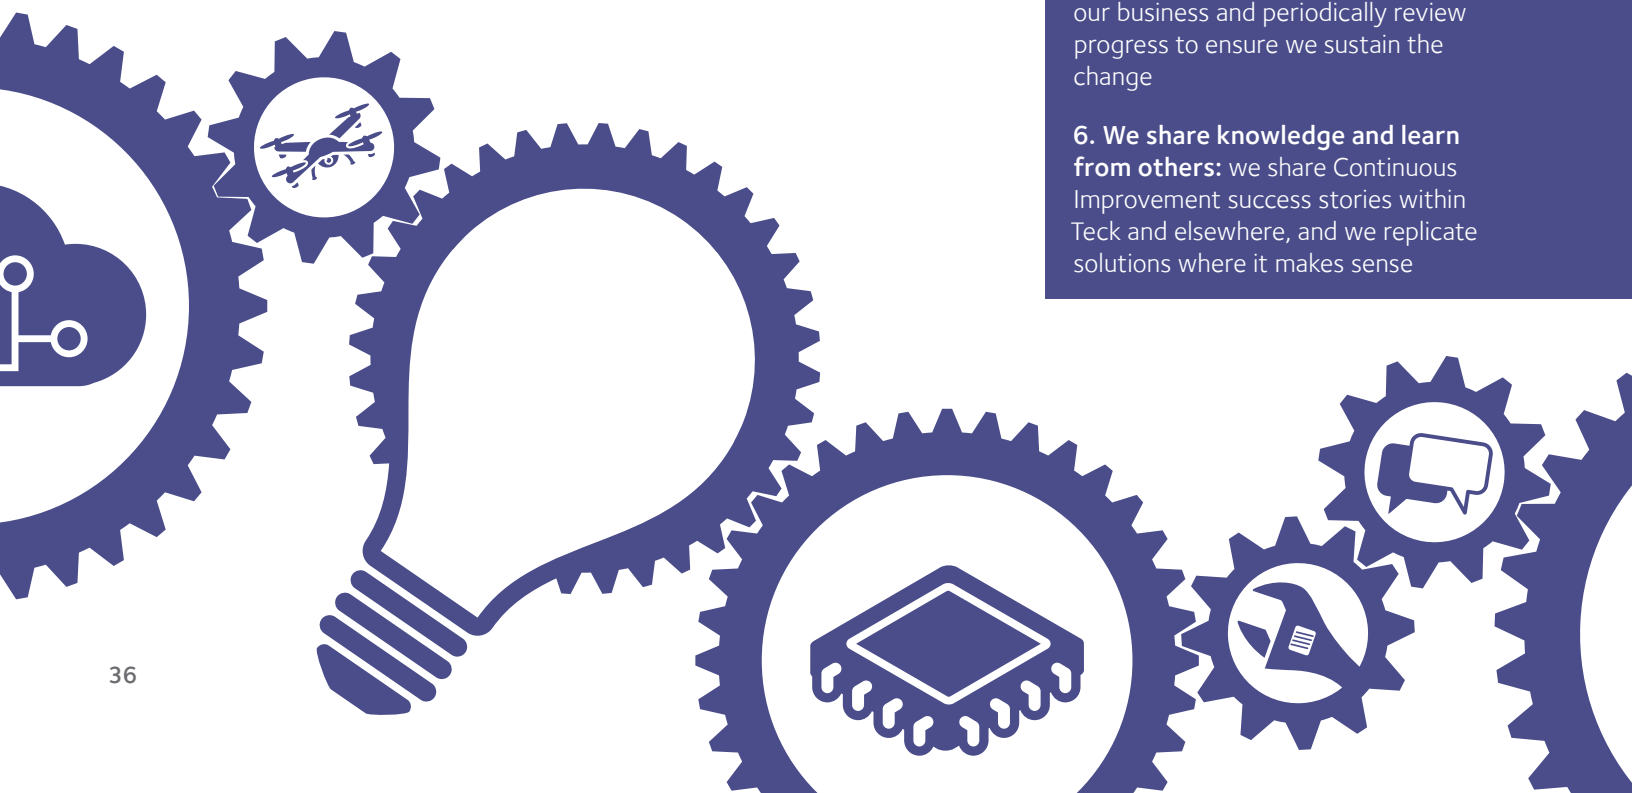 our business and periodically review
progress to ensure we sustain the
change
6. We share knowledge and learn
from others: we share Continuous
Improvement success stories within
Teck and elsewhere, and we replicate
solutions where it makes sense
36